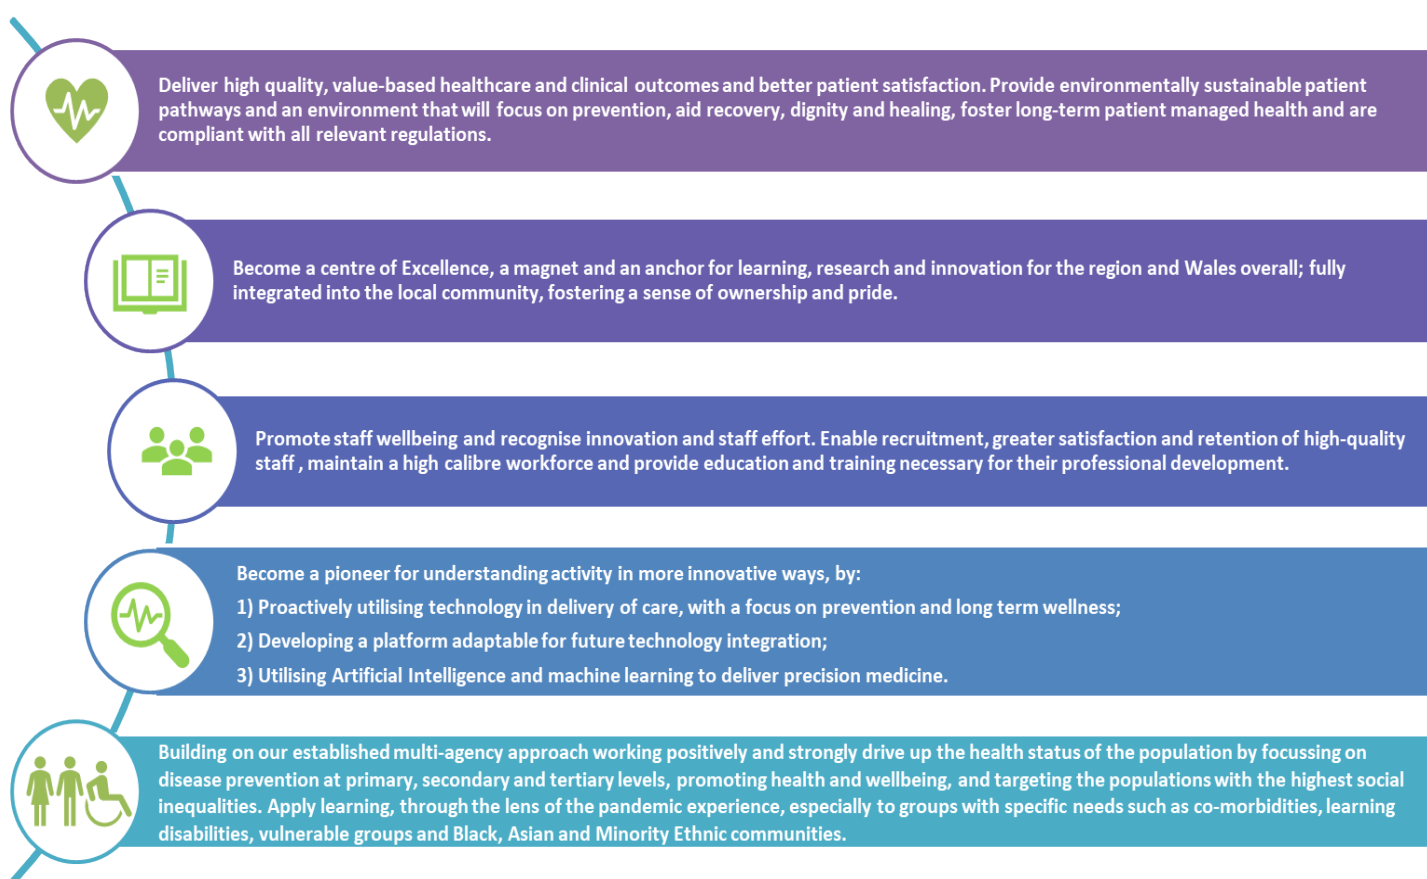 Deliver high quality, value-based healthcare and clinical outcomes and better patient satisfaction. Provide environmentally sustainable patient
pathways and an environment that will focus on prevention, aid recovery, dignity and healing, foster long-term patient managed health and are
compliant with all relevant regulations.
Become a centre of Excellence, a magnet and an anchor for learning, research and innovation for the region and Wales overall; fully
integrated into the local community, fostering a sense of ownership and pride.
Promote staff wellbeing and recognise innovation and staff effort. Enable recruitment, greater satisfaction and retention of high-quality
staff , maintain a high calibre workforce and provide education and training necessary for their professional development.
Become a pioneer for understanding activity in more innovative ways, by:
1) Proactively utilising technology in delivery of care, with a focus on prevention and long term wellness;
2) Developing a platform adaptable for future technology integration;
3) Utilising Artificial Intelligence and machine learning to deliver precision medicine.
Building on our established multi-agency approach working positively and strongly drive up the health status of the population by focussing on
disease prevention at primary, secondary and tertiary levels, promoting health and wellbeing, and targeting the populations with the highest social
inequalities. Apply learning, through the lens of the pandemic experience, especially to groups with specific needs such as co-morbidities, learning
disabilities, vulnerable groups and Black, Asian and Minority Ethnic communities.